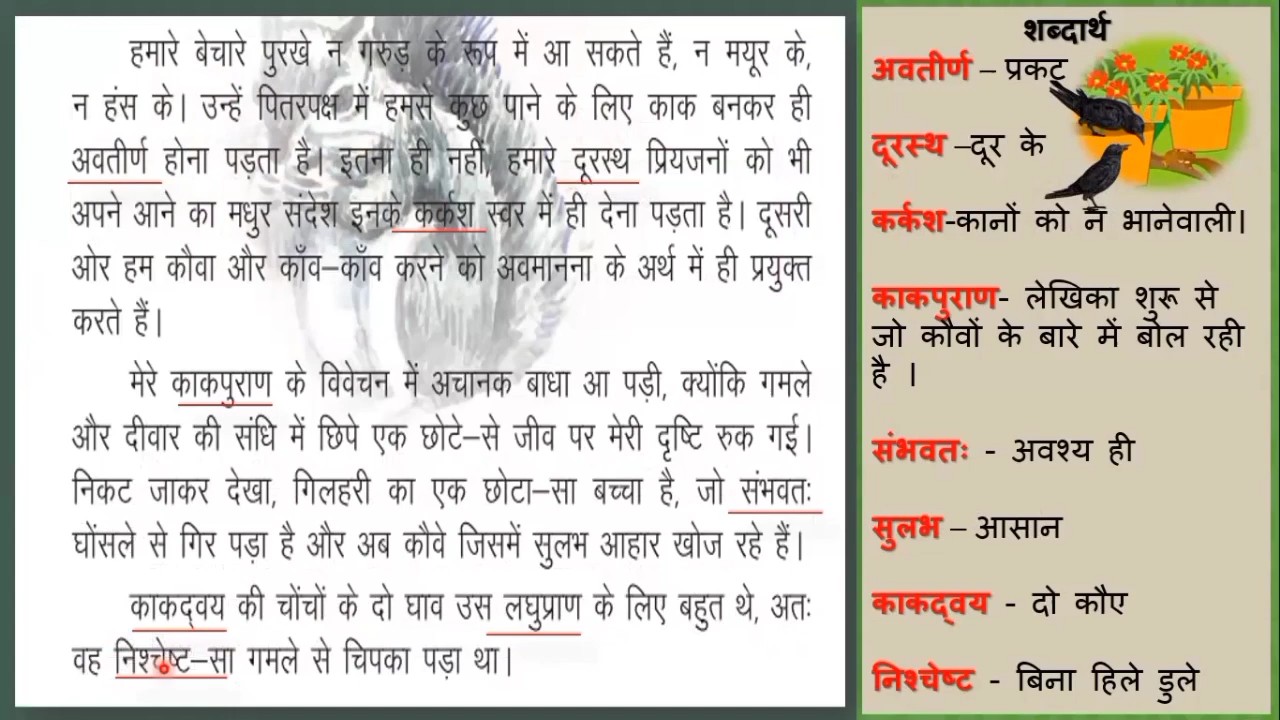 हमारे बेचारे पुरखे न गरुड़ के रूप में आ सकते हैं, न मयूर के,
न हंस के। उन्हें पितरपक्ष में हमसे कुछ पाने के लिए काक बनकर ही
अवतीर्ण होना पड़ता है। इतना ही नहीं, हमारे दूरस्थ प्रियजनों को भी
अपने आने का मधुर संदेश इनके कर्कश स्वर में ही देना पड़ता है। दूसरी
ओर हम कौवा और काँव–काँव करने को अवमानना के अर्थ में ही प्रयुक्त
करते हैं।
मेरे काकपुराण के विवेचन में अचानक बाधा आ पड़ी, क्योंकि गमले
और दीवार की संधि में छिपे एक छोटे–से जीव पर मेरी दृष्टि रुक गई।
निकट जाकर देखा, गिलहरी का एक छोटा–सा बच्चा है, जो संभवतः
घोंसले से गिर पड़ा है और अब कौवे जिसमें सुलभ आहार खोज रहे हैं।
काकद्वय की चोंचों के दो घाव उस लघुप्राण के लिए बहुत थे, अतः
वह निश्चेष्ट–सा गमले से चिपका पड़ा था।
शब्दार्थ
अवतीर्ण – प्रकट
दूरस्थ –दूर के
कर्कश-कानों को न भानेवाली।
काकपुराण- लेखिका शुरू से
जो कौवों के बारे में बोल रही
है ।
संभवतः - अवश्य ही
सुलभ – आसान
काकद्वय - दो कौए
निश्चेष्ट - बिना हिले डुले